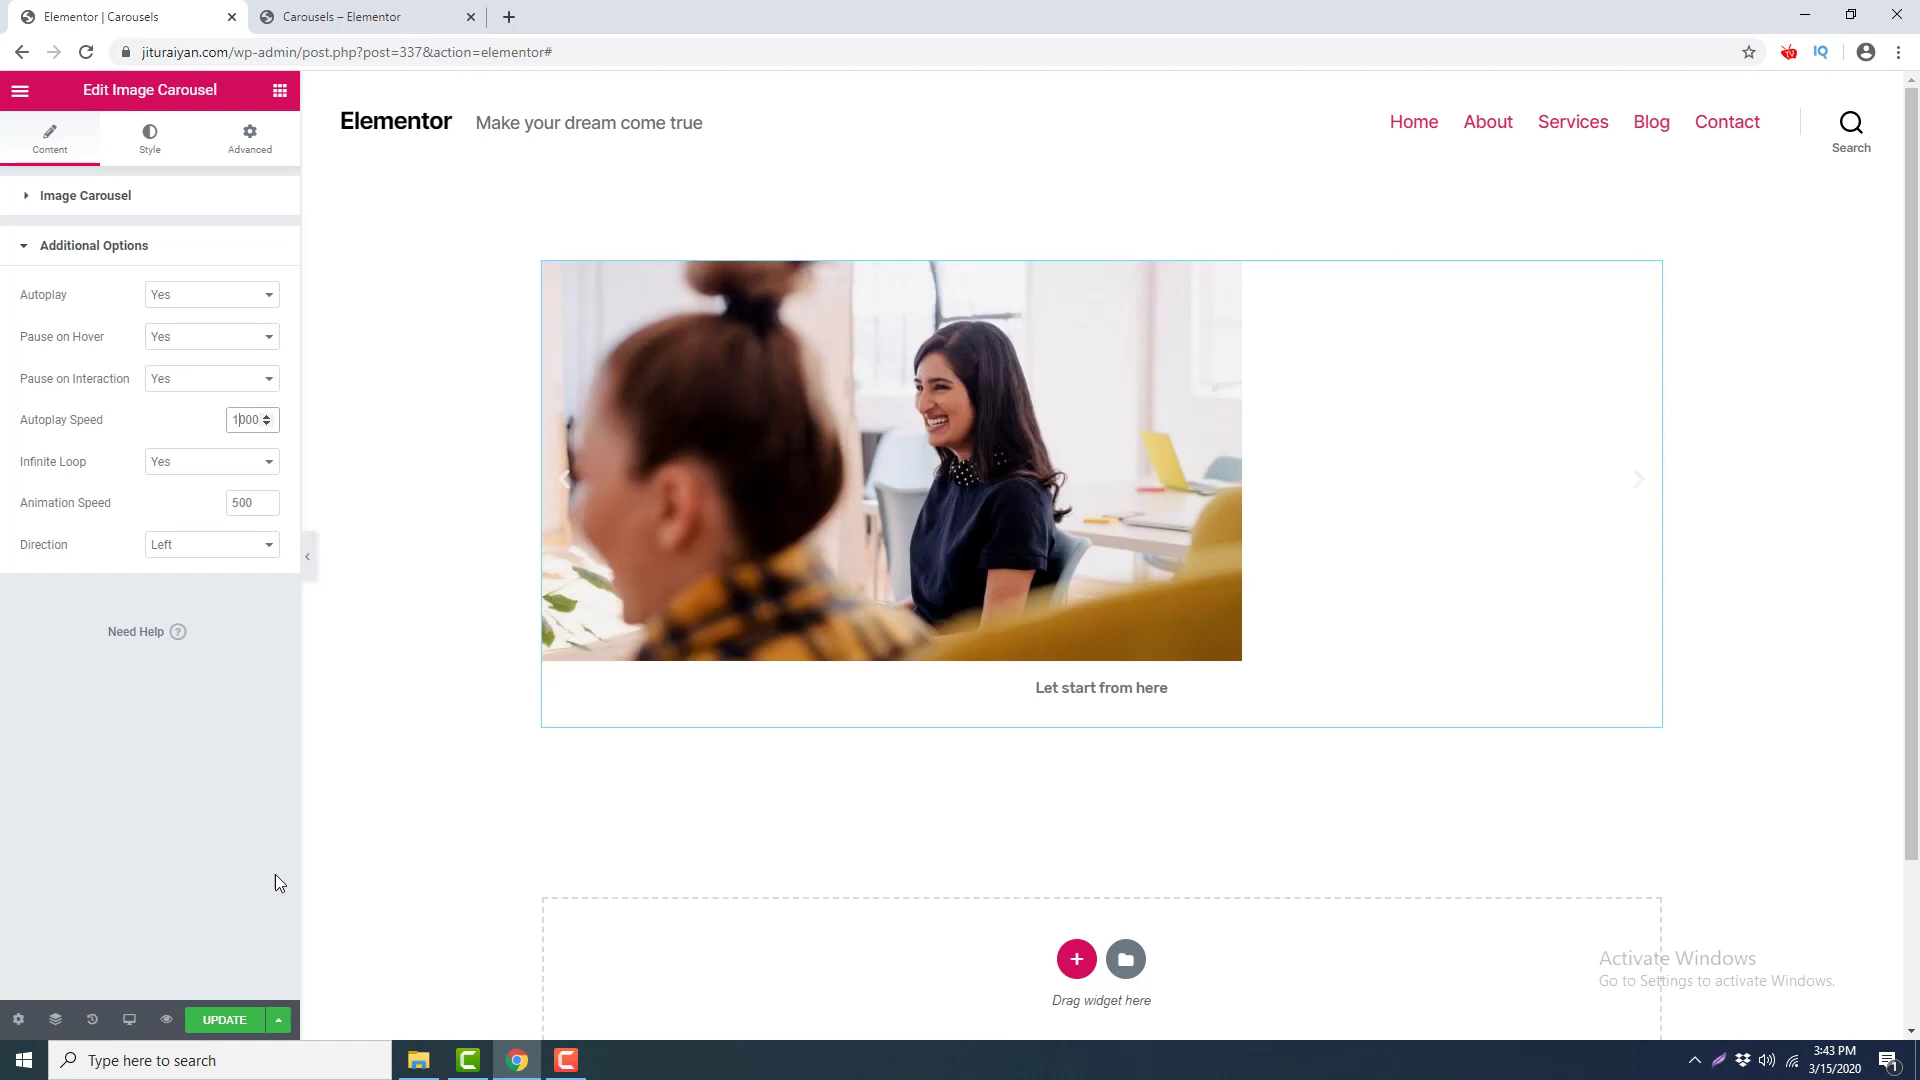 Elementor | Carousels
Carousels – Elementor
jituraiyan.com/wp-admin/post.php?post=337&action=elementor#
Edit Image Carousel
Content
Style
Advanced
Image Carousel
Additional Options
Autoplay
Yes
Pause on Hover
Yes
Pause on Interaction
Yes
Autoplay Speed
1000
Infinite Loop
Yes
Animation Speed
500
Direction
Left
Need Help ?
UPDATE
Elementor
Make your dream come true
Home
About
Services
Blog
Contact
Search
Let start from here
Drag widget here
Activate Windows
Go to Settings to activate Windows.
Type here to search
3:43 PM
3/15/2020
1